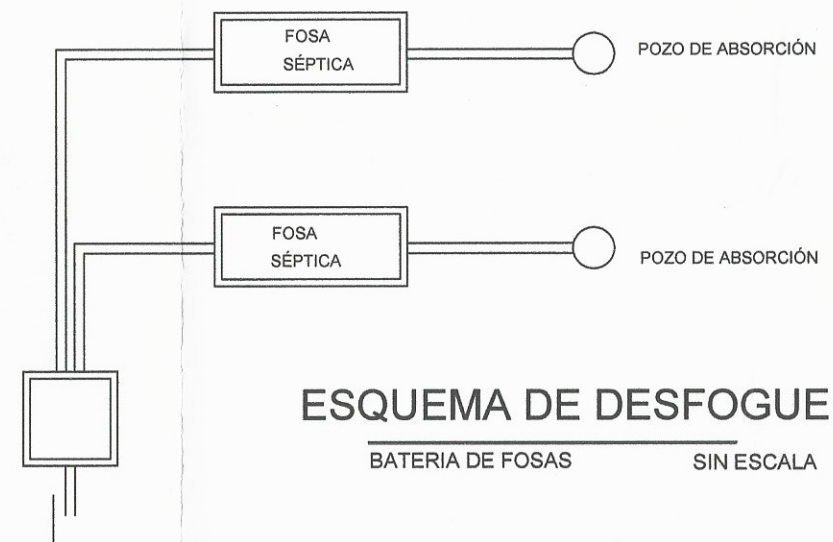 FOSA
SÉPTICA
POZO DE ABSORCIÓN
FOSA
SÉPTICA
POZO DE ABSORCIÓN
ESQUEMA DE DESFOGUE
BATERIA DE FOSAS SIN ESCALA